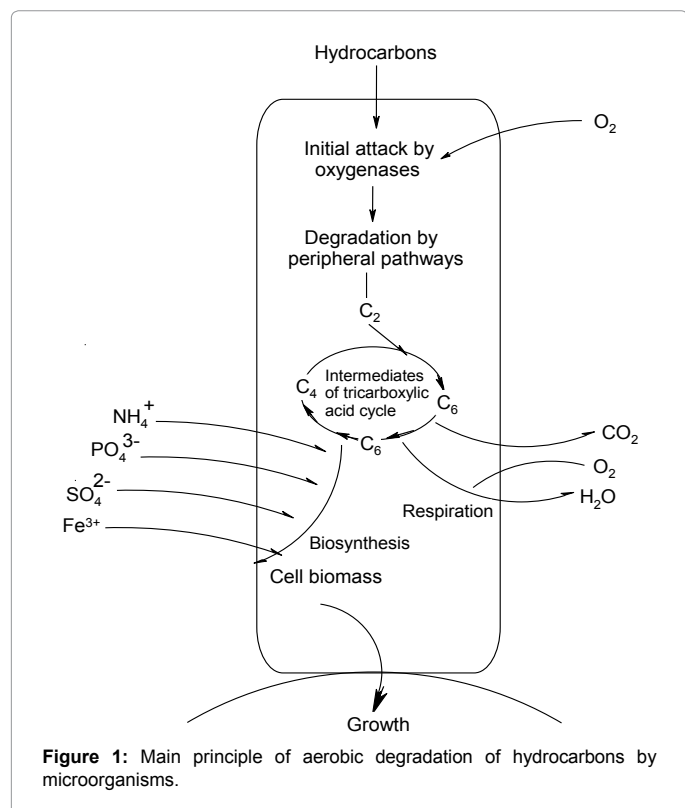 Hydrocarbons
O₂
Initial attack by
oxygenases
Degradation by
peripheral pathways
C₂
Intermediates
of tricarboxylic
acid cycle
C₄
C₆
C₆
NH₄⁺
PO₄³⁻
SO₄²⁻
Fe³⁺
CO₂
O₂
H₂O
Respiration
Biosynthesis
Cell biomass
Growth
Figure 1: Main principle of aerobic degradation of hydrocarbons by
microorganisms.